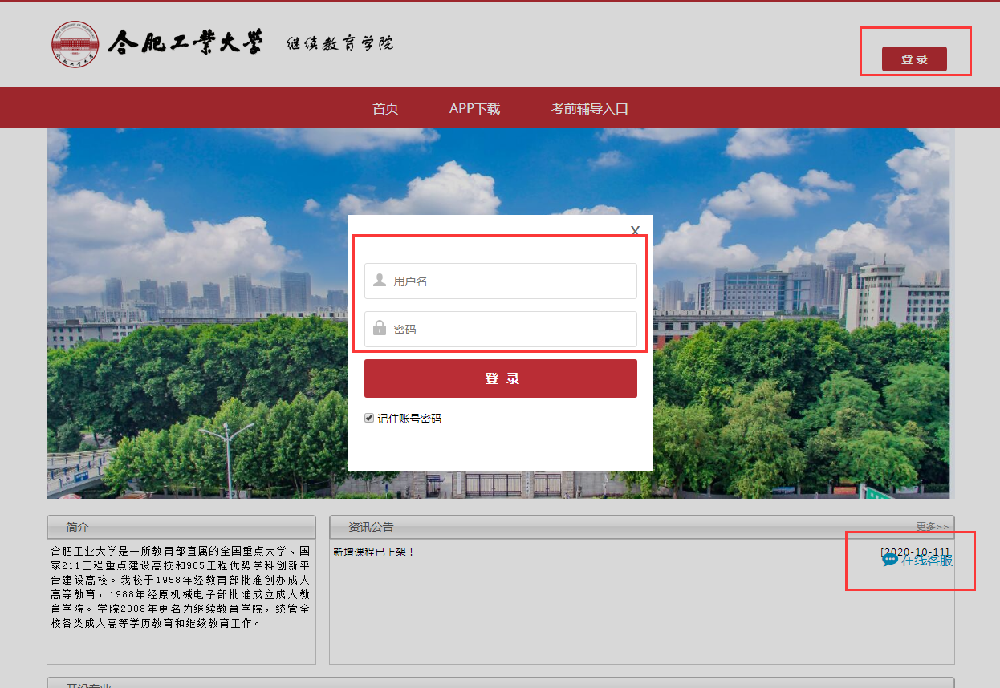 合肥工業大學 继续教育学院
登 录
首页 APP下载 考前辅导入口
X
用户名
密码
登 录
记住账号密码
简介
合肥工业大学是一所教育部直属的全国重点大学、国
家211工程重点建设高校和985工程优势学科创新平
台建设高校。我校于1958年经教育部批准创办成人
高等教育，1988年经原机械电子部批准成立成人教
育学院。学院2008年更名为继续教育学院，统管全
校各类成人高等学历教育和继续教育工作。
资讯公告 更多>>
新增课程已上架！ [2020-10-11]
在线客服
开设专业